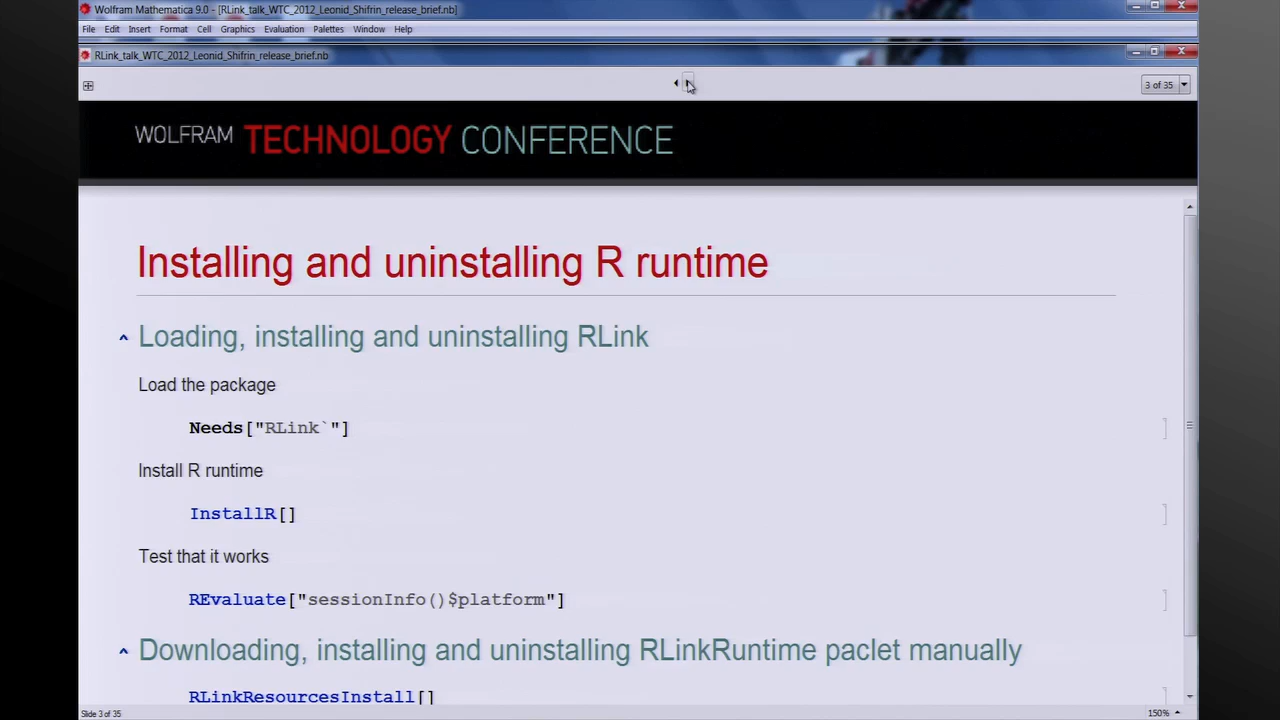 Wolfram Mathematica 9.0 - [RLink_talk_WTC_2012_Leonid_Shifrin_release_brief.nb]
File Edit Insert Format Cell Graphics Evaluation Palettes Window Help
RLink_talk_WTC_2012_Leonid_Shifrin_release_brief.nb
3 of 35
WOLFRAM TECHNOLOGY CONFERENCE
Installing and uninstalling R runtime
Loading, installing and uninstalling RLink
Load the package
Needs["RLink`"]
Install R runtime
InstallR[]
Test that it works
REvaluate["sessionInfo()$platform"]
Downloading, installing and uninstalling RLinkRuntime paclet manually
RLinkResourcesInstall[]
Slide 3 of 35
150%